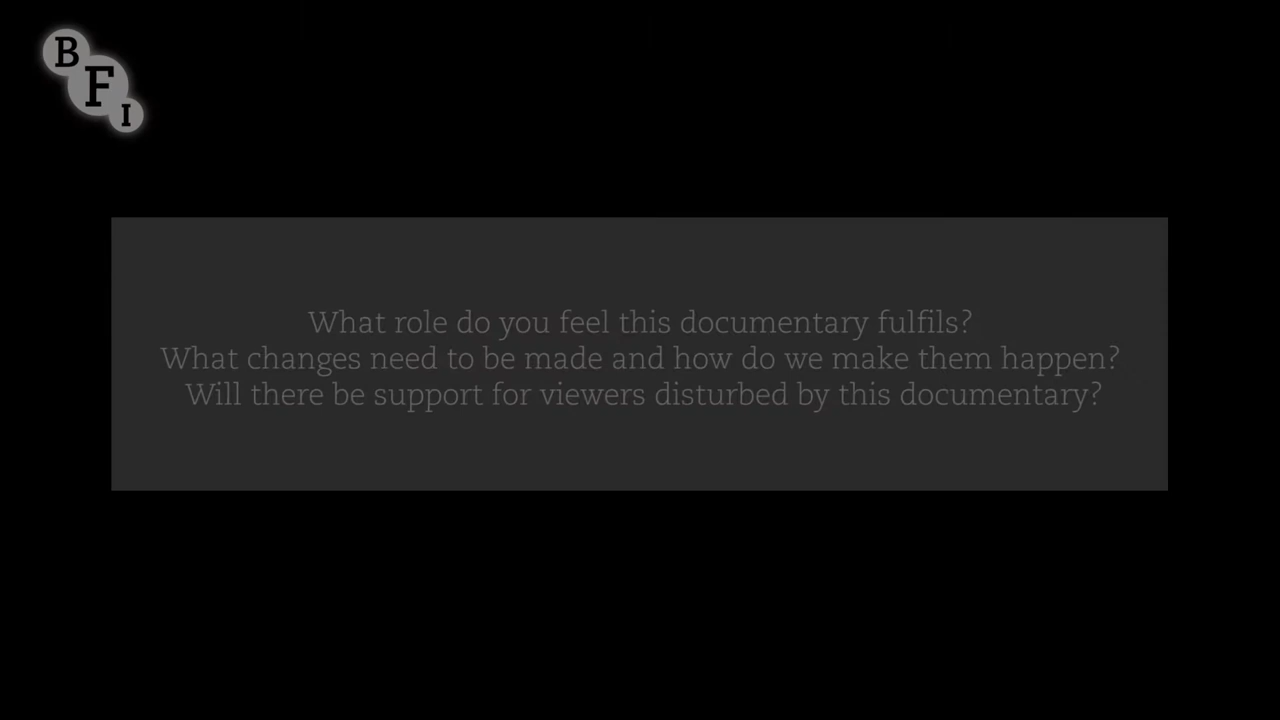 BFI
What role do you feel this documentary fulfils?
What changes need to be made and how do we make them happen?
Will there be support for viewers disturbed by this documentary?